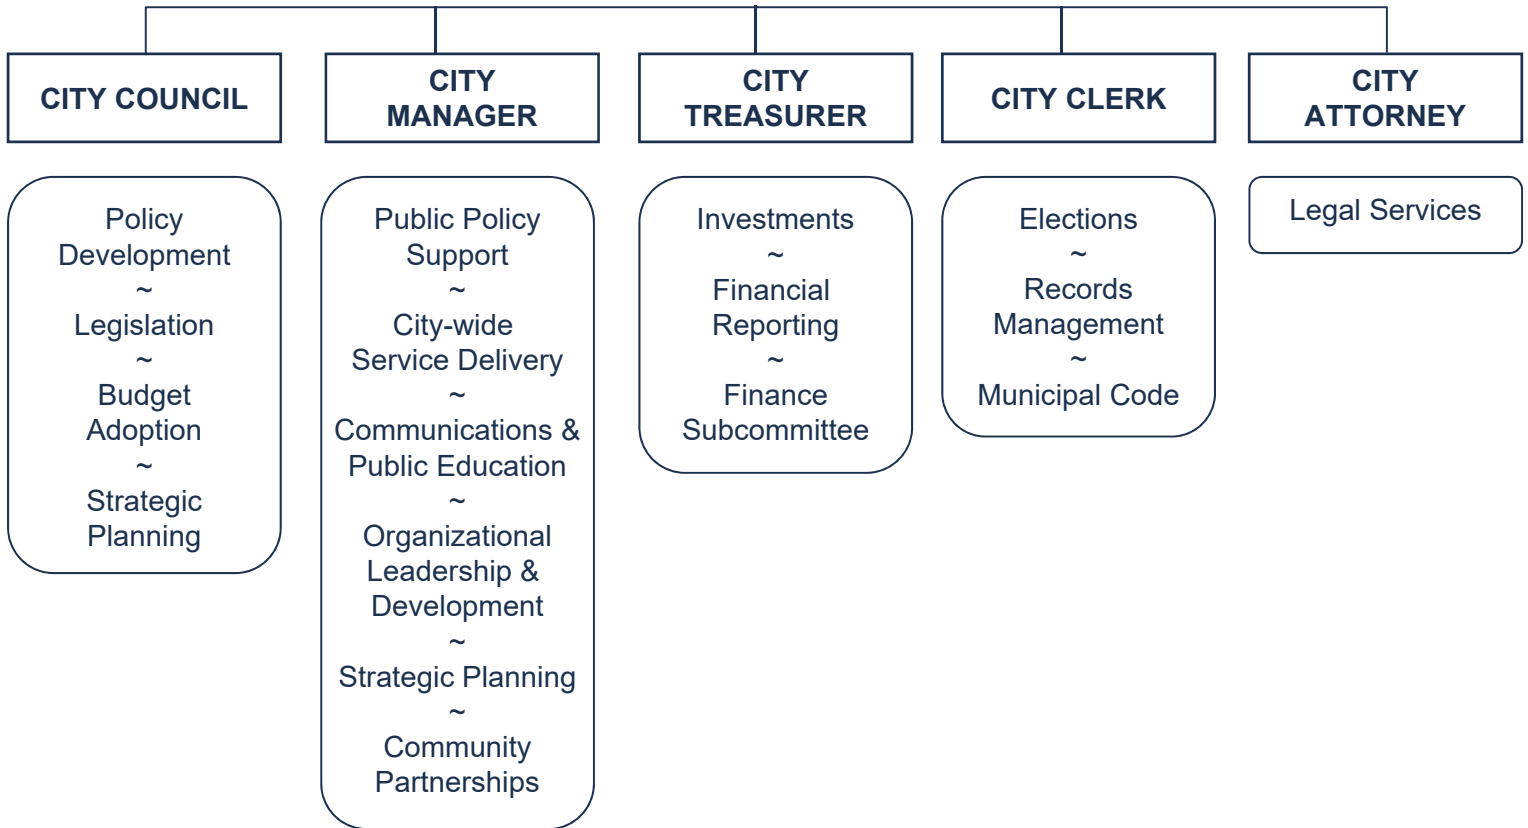 CITY COUNCIL
CITY
MANAGER
CITY
TREASURER
CITY CLERK
CITY
ATTORNEY
Policy
Development
~
Legislation
~
Budget
Adoption
~
Strategic
Planning
Public Policy
Support
~
City-wide
Service Delivery
~
Communications &
Public Education
~
Organizational
Leadership &
Development
~
Strategic Planning
~
Community
Partnerships
Investments
~
Financial
Reporting
~
Finance
Subcommittee
Elections
~
Records
Management
~
Municipal Code
Legal Services